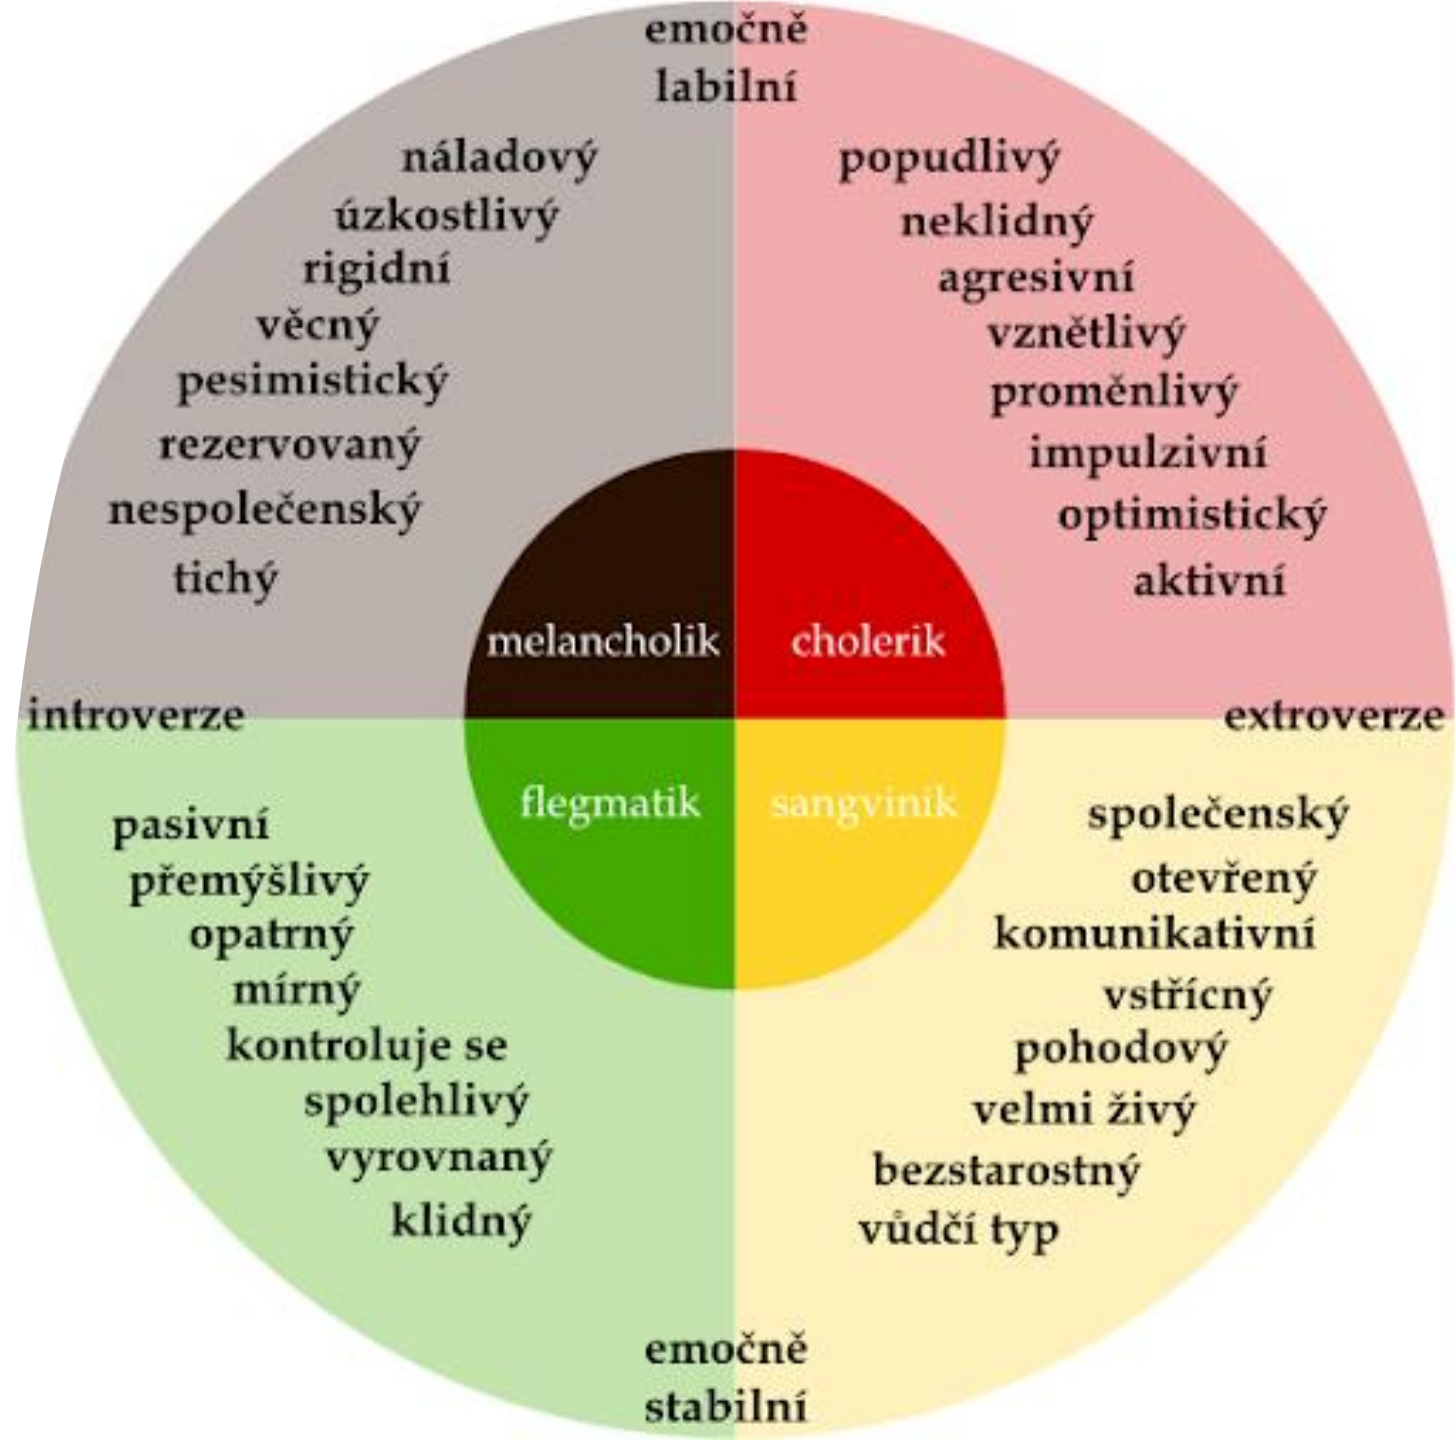 emočně
labilní
náladový
úzkostlivý
rigidní
věcný
pesimistický
rezervovaný
nespolečenský
tichý
popudlivý
neklidný
agresivní
vznětlivý
proměnlivý
impulzivní
optimistický
aktivní
melancholik
cholerik
introverze
extroverze
flegmatik
sangvinik
pasivní
přemýšlivý
opatrný
mírný
kontroluje se
spolehlivý
vyrovnaný
klidný
společenský
otevřený
komunikativní
vstřícný
pohodový
velmi živý
bezstarostný
vůdčí typ
emočně
stabilní